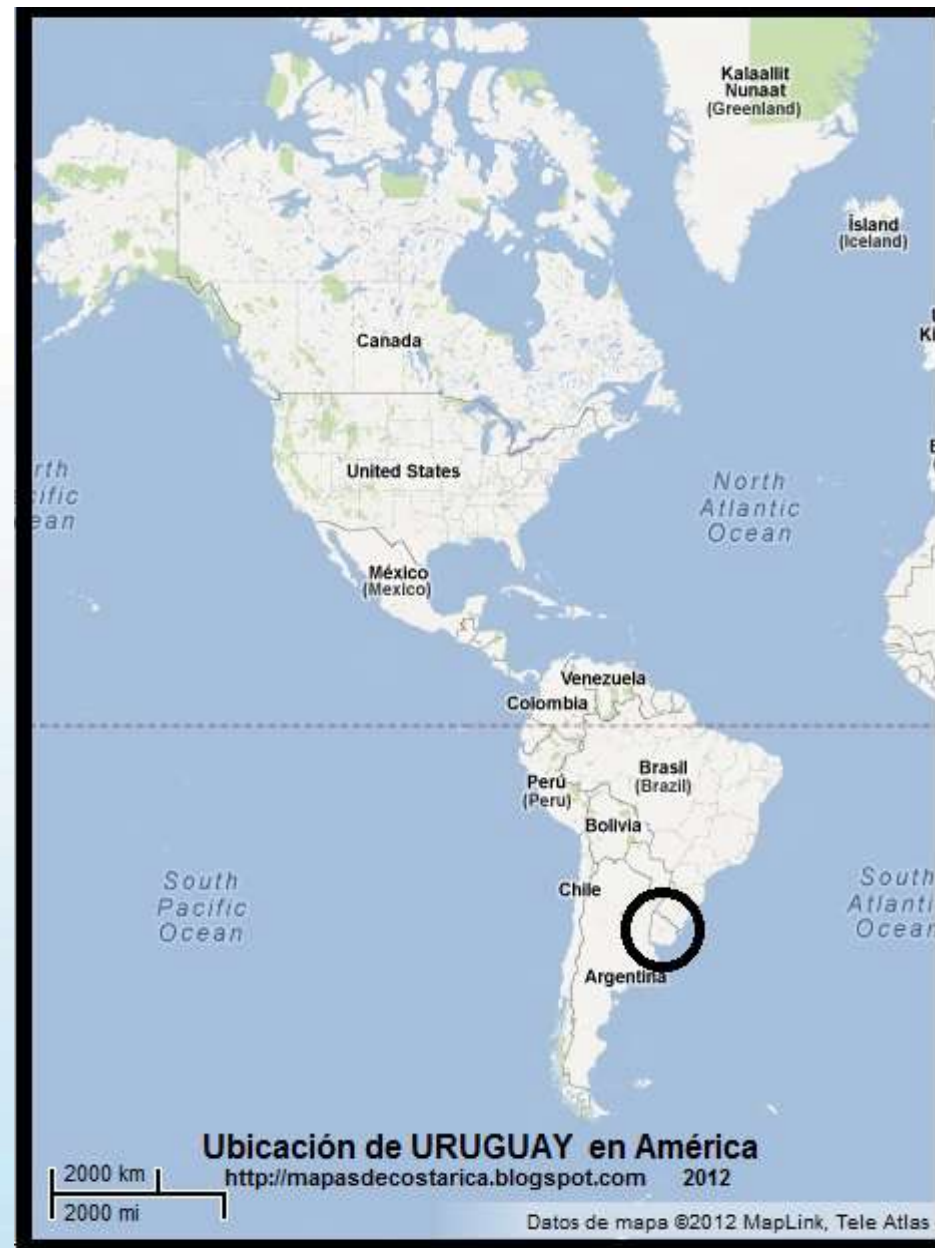 Kalaallit
Nunaat
(Greenland)
Ísland
(Iceland)
Canada
United States
North
Atlantic
Ocean
México
(Mexico)
Venezuela
Colombia
Perú
(Peru)
Brasil
(Brazil)
Bolivia
South
Pacific
Ocean
Chile
South
Argentina
Ubicación de URUGUAY en América
http://mapasdecostarica.blogspot.com 2012
2000 km
2000 mi
Datos de mapa ©2012 MapLink, Tele Atlas